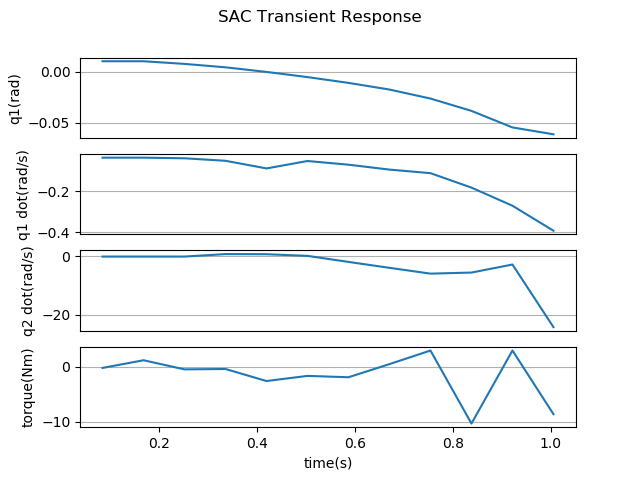 SAC Transient Response
q1(rad)
0.00
−0.05
q1 dot(rad/s)
−0.2
−0.4
q2 dot(rad/s)
0
−20
torque(Nm)
0
−10
0.2 0.4 0.6 0.8 1.0
time(s)